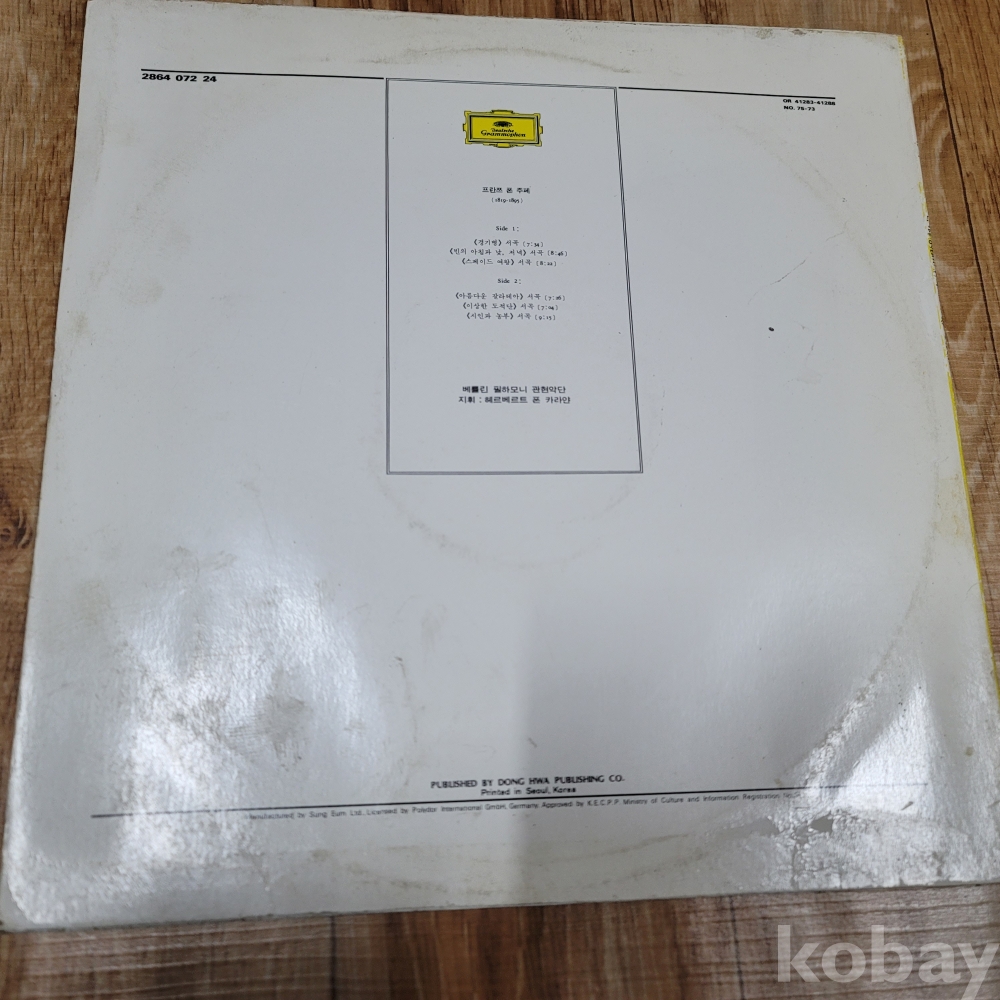 2864 072 24
OR 41283-41288
NO. 76-73
Deutsche
Grammophon
프란쯔 폰 주페
(1819-1895)
Side 1:
《경기병》 서곡 (7:34)
《빈의 아침과 낮, 저녁》 서곡 (8:46)
《스페이드 여왕》 서곡 (8:22)
Side 2:
《아름다운 갈라테아》 서곡 (7:26)
《이상한 도적단》 서곡 (7:04)
《시인과 농부》 서곡 (9:15)
베를린 필하모니 관현악단
지휘 : 헤르베르트 폰 카라얀
PUBLISHED BY DONG HWA PUBLISHING CO.
Printed in Seoul, Korea
Manufactured by Sung Eum Ltd., Licensed by Polydor International GmbH, Germany Approved by K.E.C.P.P. Ministry of Culture and Information Registration
kobay